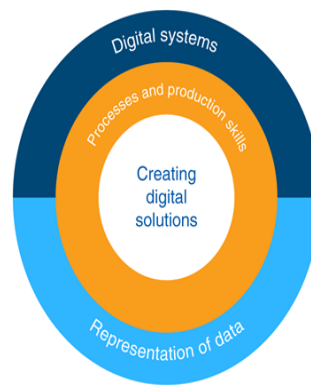 Digital systems
Processes and production skills
Creating
digital
solutions
Representation of data